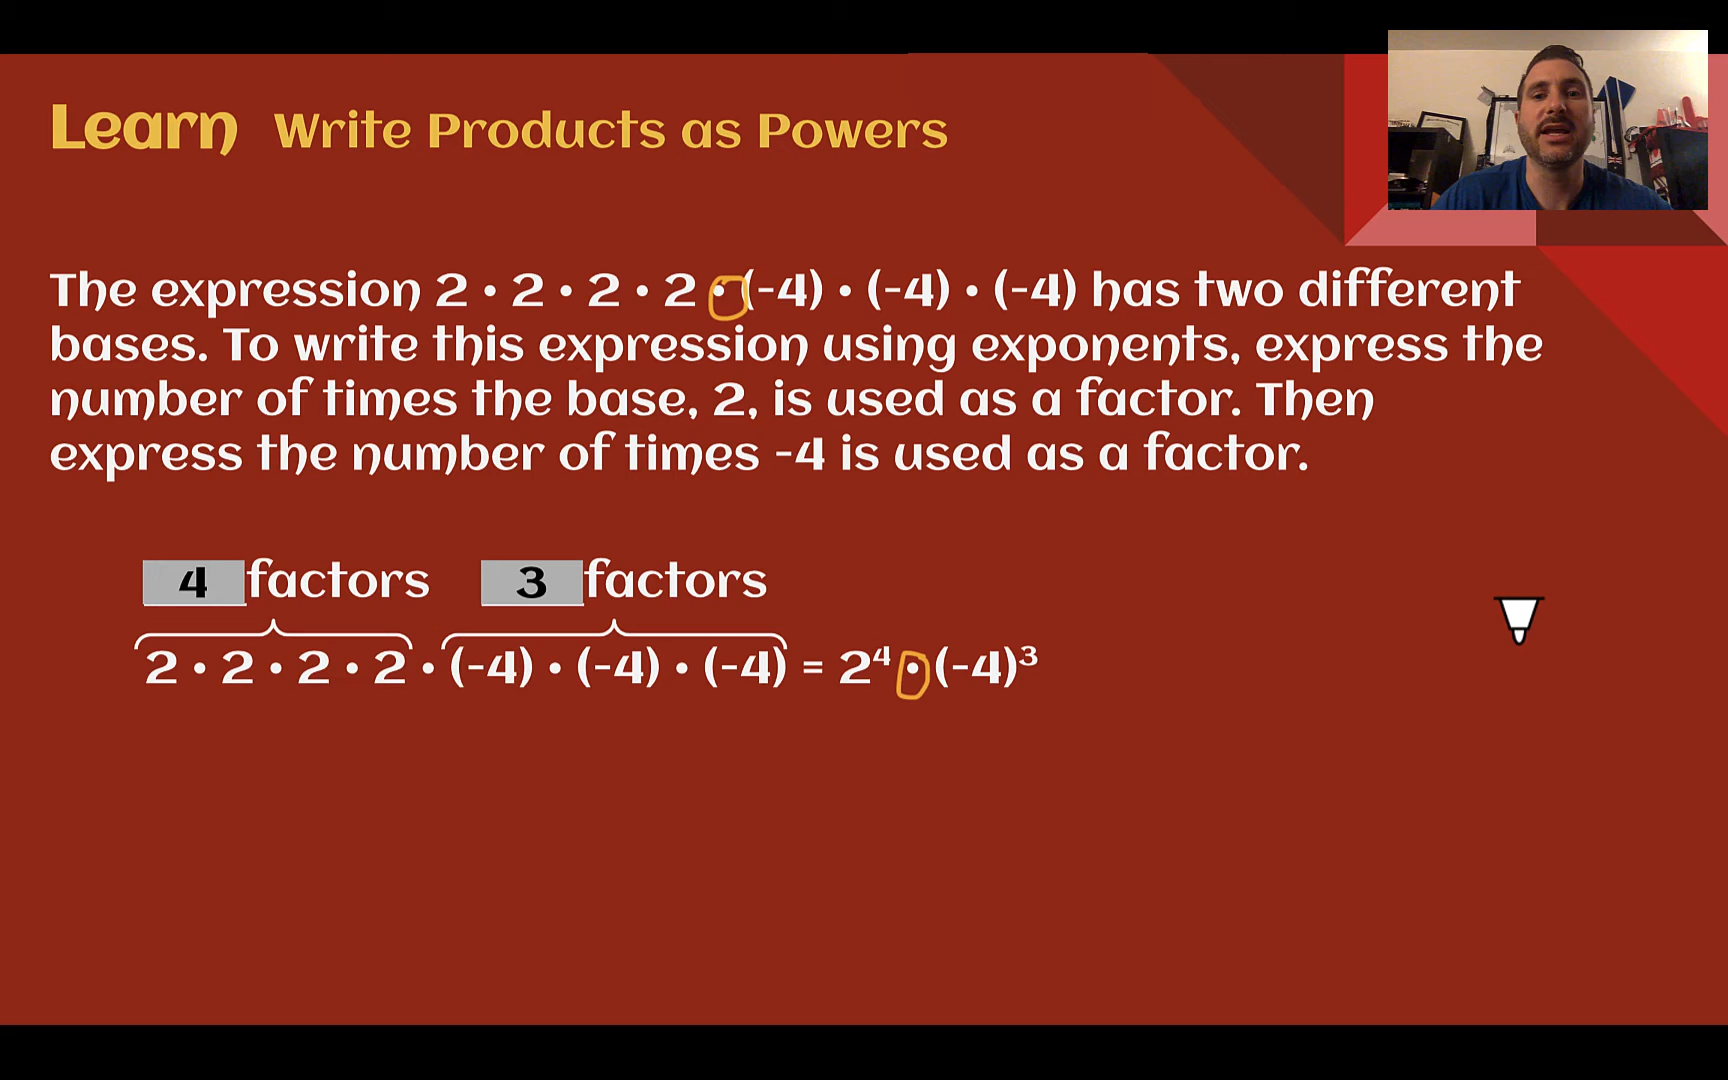 Learn Write Products as Powers
The expression 2 • 2 • 2 • 2 • (-4) • (-4) • (-4) has two different
bases. To write this expression using exponents, express the
number of times the base, 2, is used as a factor. Then
express the number of times -4 is used as a factor.
4 factors 3 factors
2 • 2 • 2 • 2 • (-4) • (-4) • (-4) = 2⁴ • (-4)³